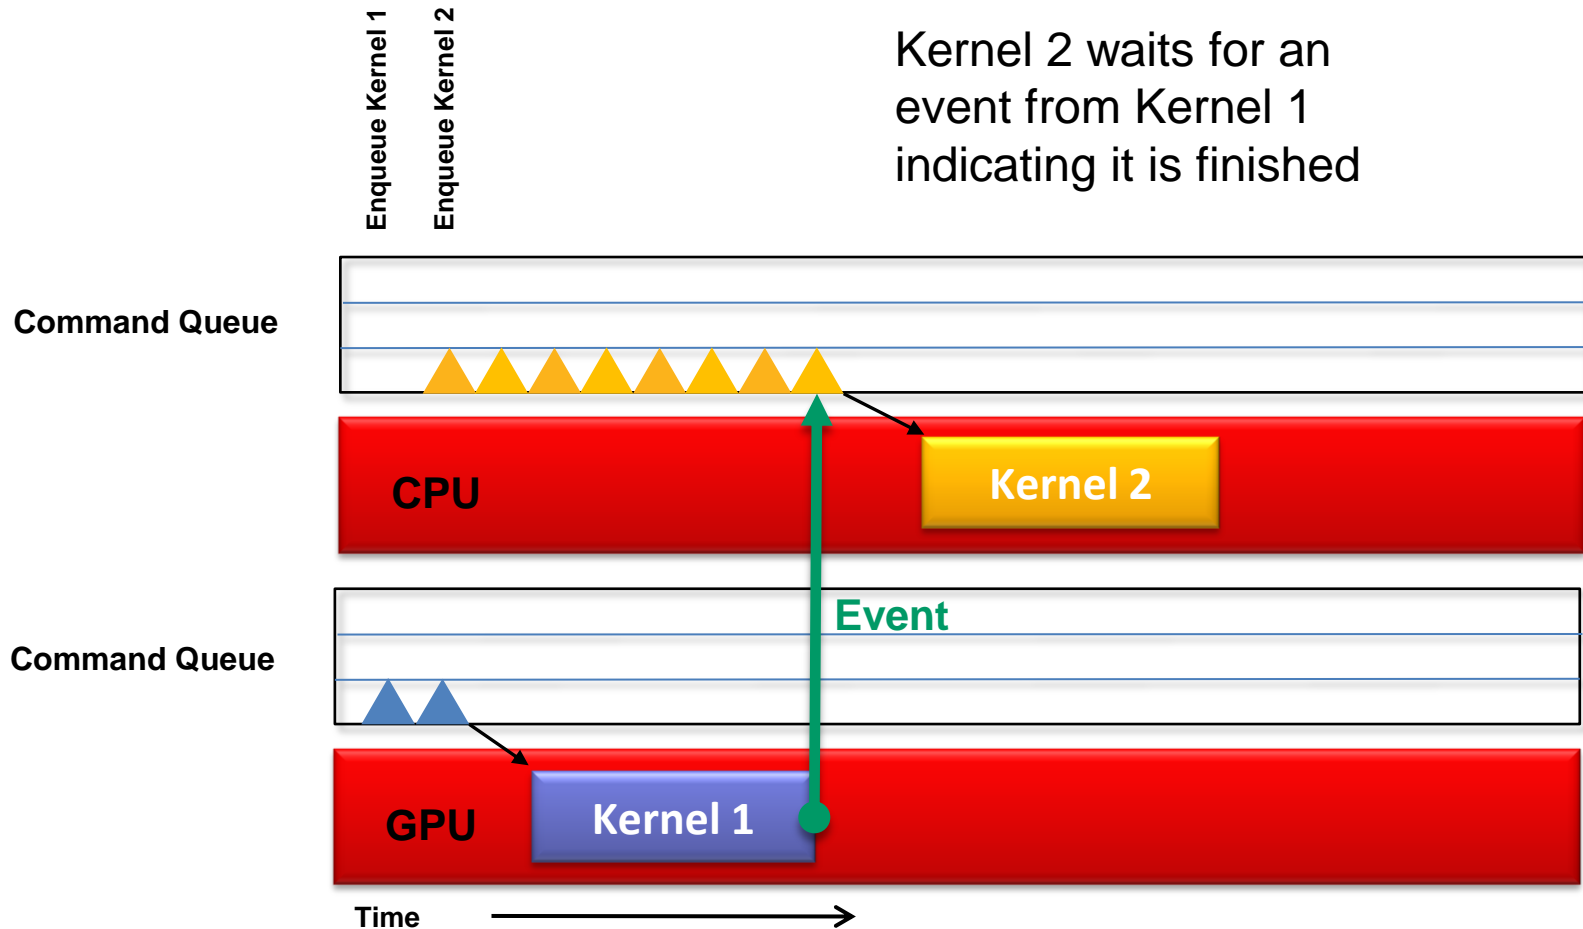 Enqueue Kernel 1
Enqueue Kernel 2
Kernel 2 waits for an
event from Kernel 1
indicating it is finished
Command Queue
CPU
Kernel 2
Event
Command Queue
GPU
Kernel 1
Time